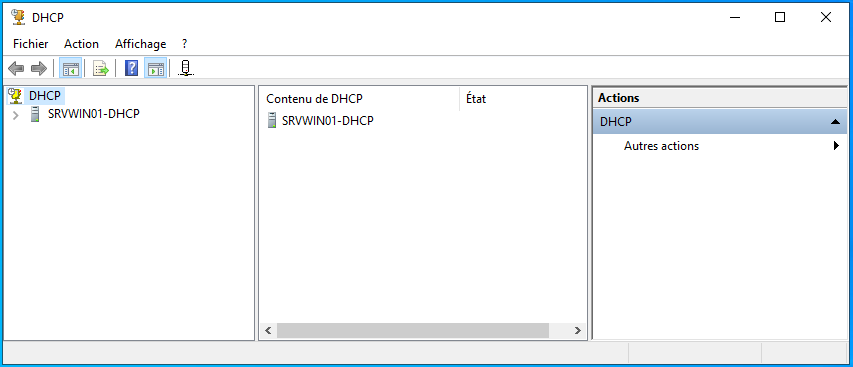 DHCP
Fichier Action Affichage ?
DHCP
SRVWIN01-DHCP
Contenu de DHCP État
SRVWIN01-DHCP
Actions
DHCP
Autres actions